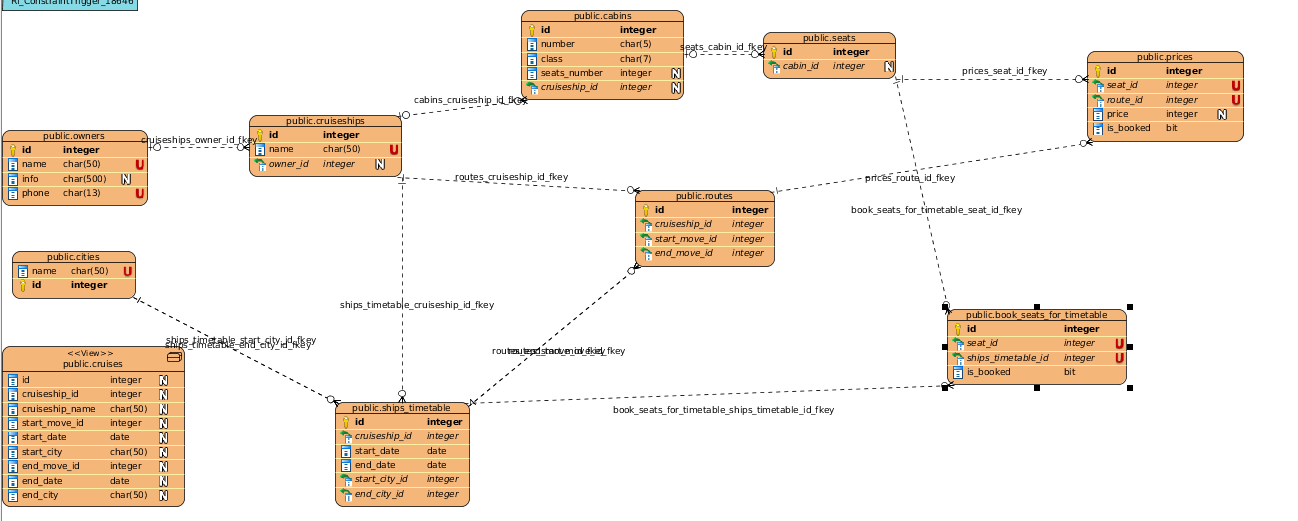 RI_ConstraintTrigger_18646
public.cabins
id integer
number char(5)
class char(7)
seats_number integer N
cruiseship_id integer N
seats_cabin_id_fkey
public.seats
id integer
cabin_id integer N
prices_seat_id_fkey
public.prices
id integer
seat_id integer U
route_id integer U
price integer N
is_booked bit
cabins_cruiseship_id_fkey
public.owners
id integer
name char(50) U
info char(500) N
phone char(13) U
cruiseships_owner_id_fkey
public.cruiseships
id integer
name char(50) U
owner_id integer N
routes_cruiseship_id_fkey
prices_route_id_fkey
public.routes
id integer
cruiseship_id integer
start_move_id integer
end_move_id integer
book_seats_for_timetable_seat_id_fkey
public.cities
name char(50) U
id integer
ships_timetable_cruiseship_id_fkey
ships_timetable_start_city_id_fkey
ships_timetable_end_city_id_fkey
public.book_seats_for_timetable
id integer
seat_id integer U
ships_timetable_id integer U
is_booked bit
<<View>>
public.cruises
id integer N
cruiseship_id integer N
cruiseship_name char(50) N
start_move_id integer N
start_date date N
start_city char(50) N
end_move_id integer N
end_date date N
end_city char(50) N
public.ships_timetable
id integer
cruiseship_id integer
start_date date
end_date date
start_city_id integer
end_city_id integer
book_seats_for_timetable_ships_timetable_id_fkey